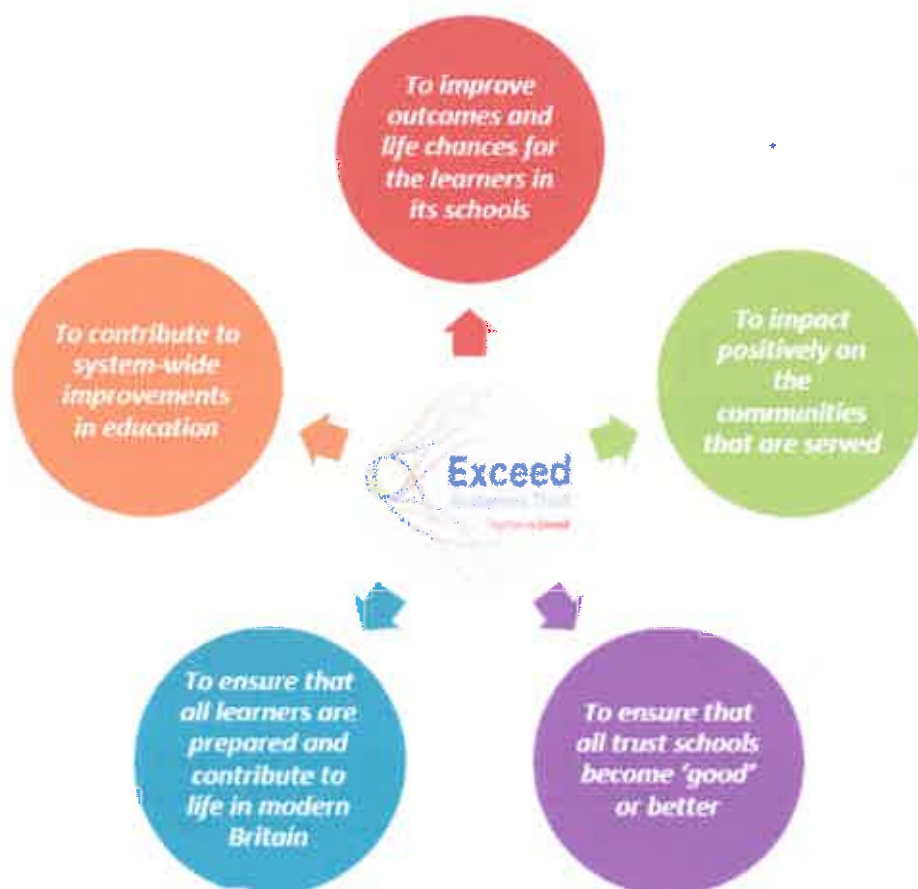 To improve
outcomes and
life chances for
the learners in
its schools
To impact
positively on
the
communities
that are served
To ensure that
all trust schools
become 'good'
or better
To ensure that
all learners are
prepared and
contribute to
life in modern
Britain
To contribute to
system-wide
improvements
in education
Exceed